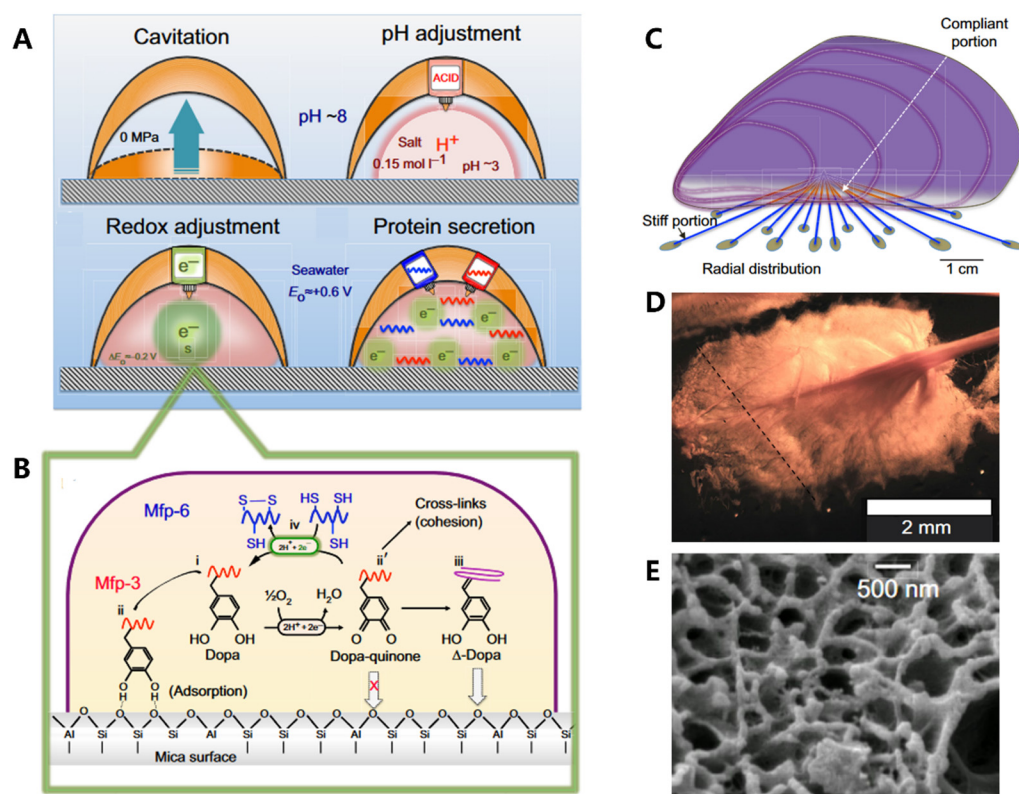 A
Cavitation
pH adjustment
0 MPa
pH ~8
ACID
Salt
H⁺
0.15 mol l⁻¹
pH ~3
Redox adjustment
Protein secretion
e⁻
e⁻
s
ΔEₒ≈-0.2 V
Seawater
Eₒ≈+0.6 V
e⁻
e⁻
e⁻
e⁻
e⁻
B
Mfp-6
S—S
SH
HS
SH
SH
iv
2H⁺+2e⁻
Cross-links
(cohesion)
Mfp-3
i
ii
ii′
iii
½O₂
H₂O
2H⁺+2e⁻
HO
OH
Dopa
O
O
Dopa-quinone
HO
OH
Δ-Dopa
O
H
O
H
(Adsorption)
X
O O O O O O O O O O O O O
Al Si Si Al Si Si Si Al Si Si Al Si Si
Mica surface
C
Compliant
portion
Stiff portion
Radial distribution
1 cm
D
2 mm
E
500 nm